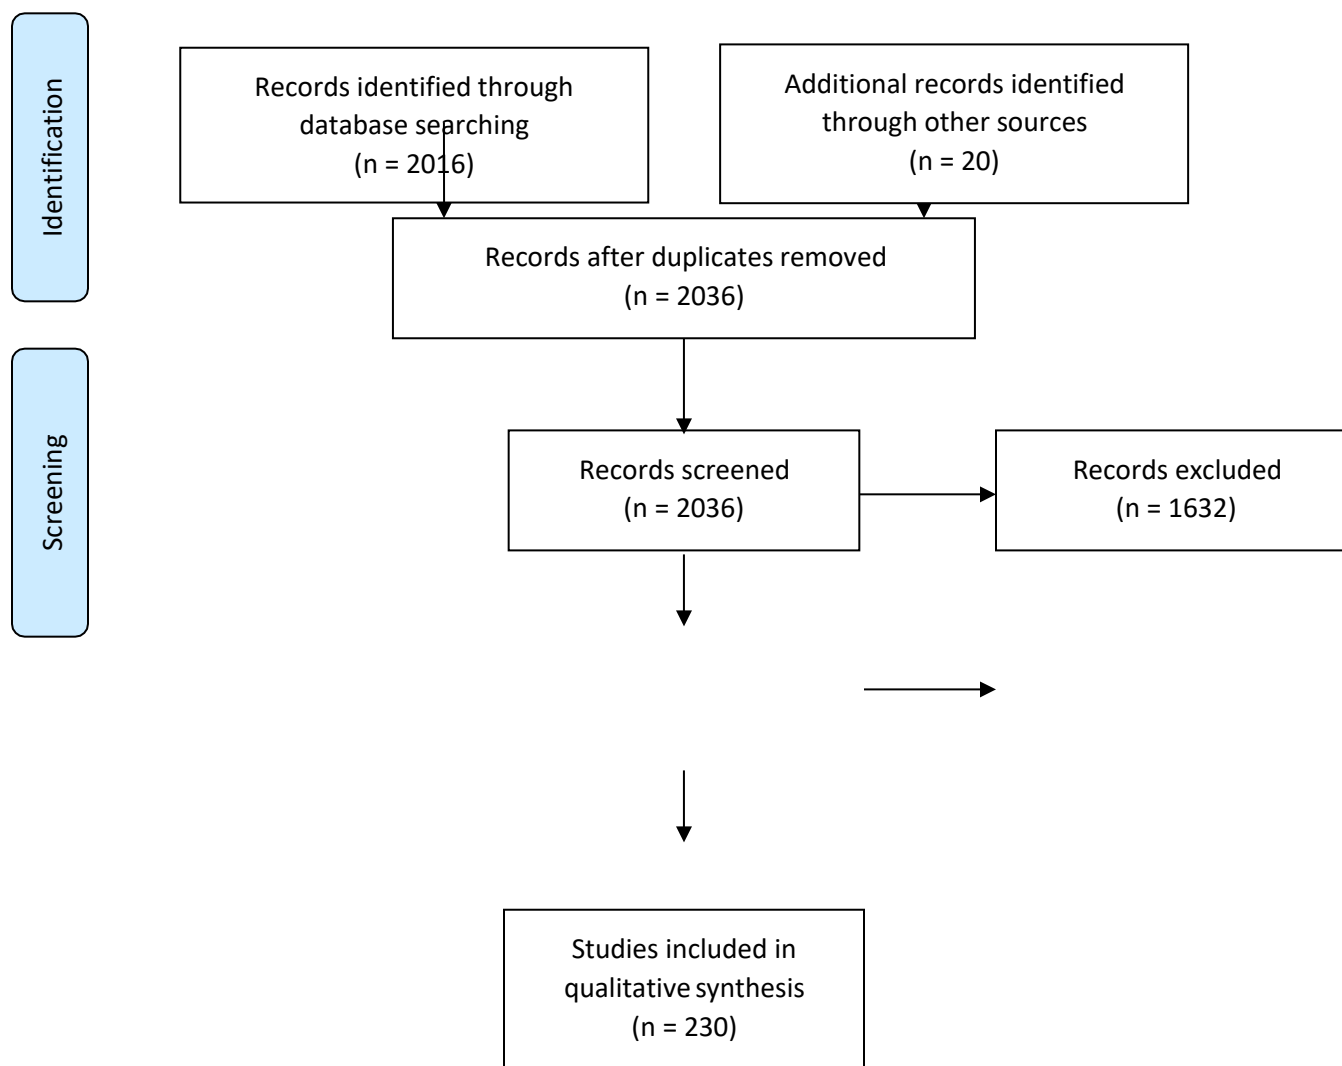 Identification
Records identified through
database searching
(n = 2016)
Additional records identified
through other sources
(n = 20)
Records after duplicates removed
(n = 2036)
Screening
Records screened
(n = 2036)
Records excluded
(n = 1632)
Studies included in
qualitative synthesis
(n = 230)